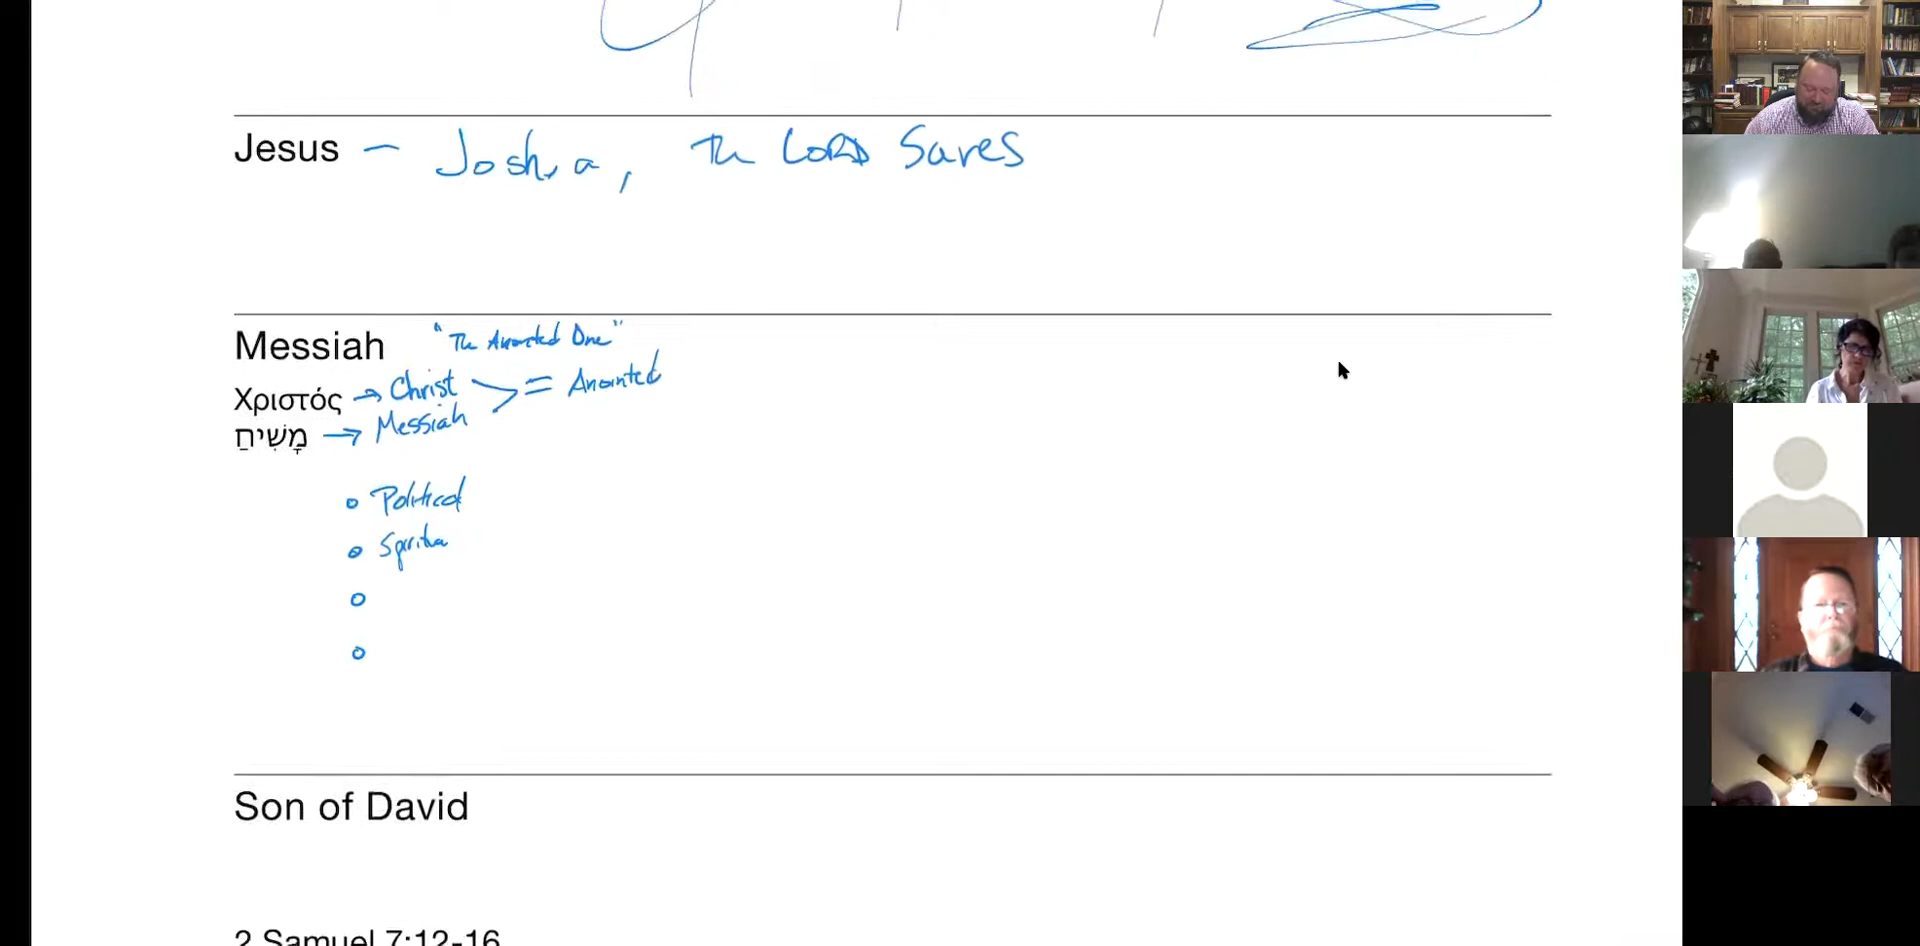 Jesus – Joshua, The LORD Saves
Messiah "The Anointed One"
Χριστός → Christ > = Anointed
מָשִׁיחַ → Messiah
Political
Spiritua
Son of David
2 Samuel 7:12-16